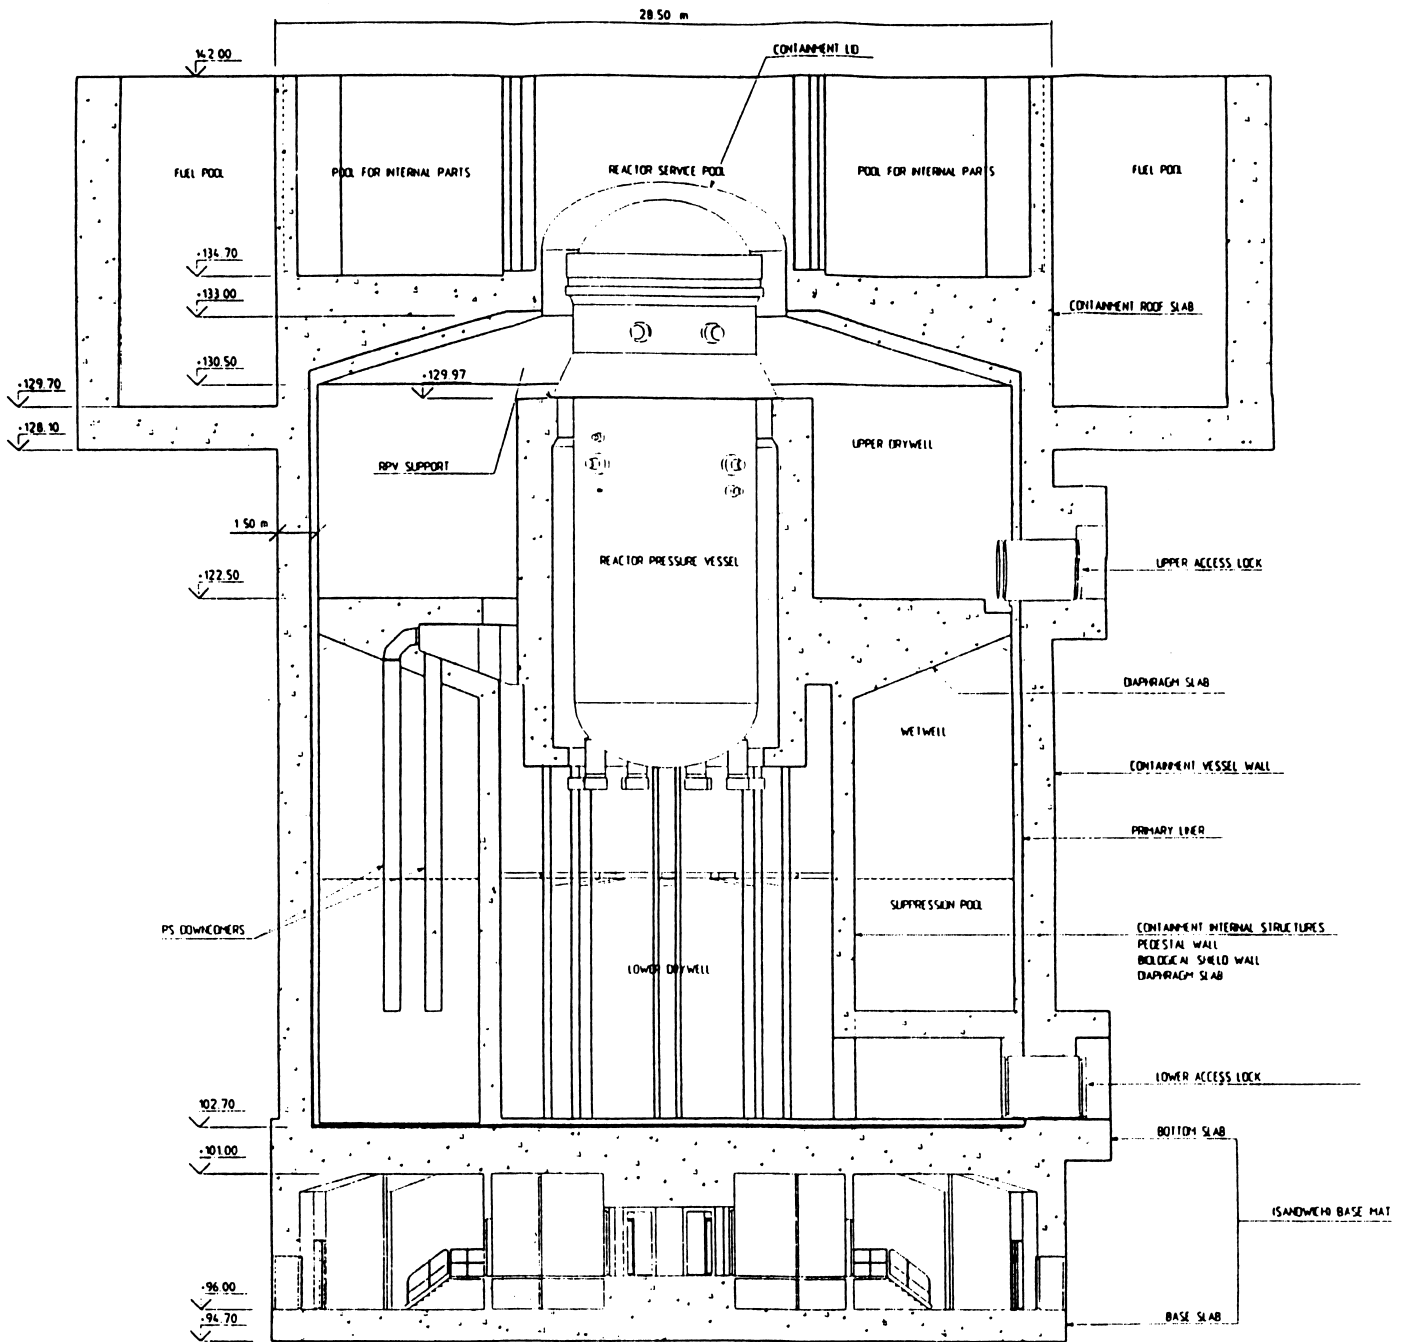 28.50 m
142.00
CONTAINMENT LID
FUEL POOL
POOL FOR INTERNAL PARTS
REACTOR SERVICE POOL
POOL FOR INTERNAL PARTS
FUEL POOL
+134.70
+133.00
CONTAINMENT ROOF SLAB
+130.50
+129.97
+129.70
+128.10
RPV SUPPORT
UPPER DRYWELL
1.50 m
REACTOR PRESSURE VESSEL
UPPER ACCESS LOCK
+122.50
DIAPHRAGM SLAB
WETWELL
CONTAINMENT VESSEL WALL
PRIMARY LINER
SUPPRESSION POOL
PS DOWNCOMERS
CONTAINMENT INTERNAL STRUCTURES
PEDESTAL WALL
BIOLOGICAL SHIELD WALL
DIAPHRAGM SLAB
LOWER DRYWELL
LOWER ACCESS LOCK
102.70
BOTTOM SLAB
+101.00
(SANDWICH) BASE MAT
+96.00
+94.70
BASE SLAB